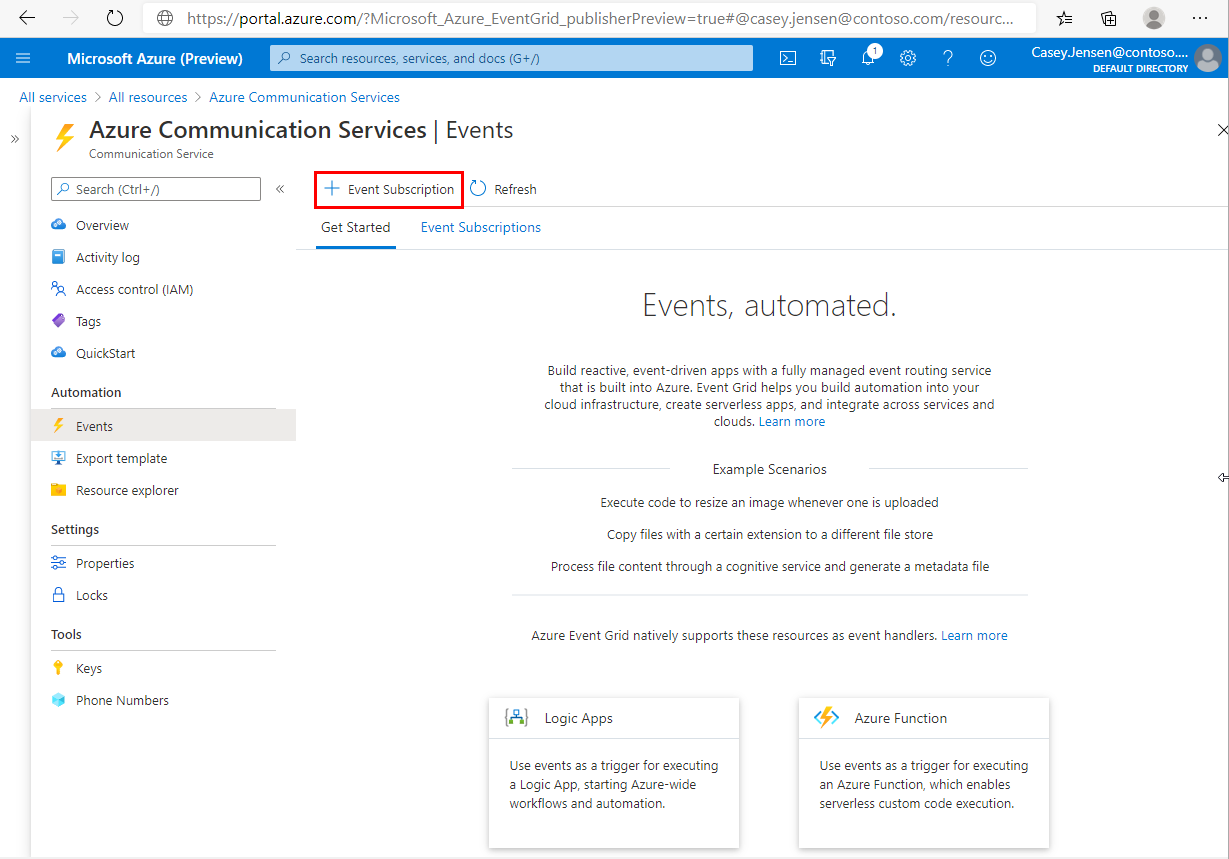 https://portal.azure.com/?Microsoft_Azure_EventGrid_publisherPreview=true#@casey.jensen@contoso.com/resourc...
Microsoft Azure (Preview)
Search resources, services, and docs (G+/)
1
Casey.Jensen@contoso....
DEFAULT DIRECTORY
All services > All resources > Azure Communication Services
Azure Communication Services | Events
Communication Service
Search (Ctrl+/)
Overview
Activity log
Access control (IAM)
Tags
QuickStart
Automation
Events
Export template
Resource explorer
Settings
Properties
Locks
Tools
Keys
Phone Numbers
Event Subscription
Refresh
Get Started
Event Subscriptions
Events, automated.
Build reactive, event-driven apps with a fully managed event routing service
that is built into Azure. Event Grid helps you build automation into your
cloud infrastructure, create serverless apps, and integrate across services and
clouds. Learn more
Example Scenarios
Execute code to resize an image whenever one is uploaded
Copy files with a certain extension to a different file store
Process file content through a cognitive service and generate a metadata file
Azure Event Grid natively supports these resources as event handlers. Learn more
Logic Apps
Use events as a trigger for executing
a Logic App, starting Azure-wide
workflows and automation.
Azure Function
Use events as a trigger for executing
an Azure Function, which enables
serverless custom code execution.